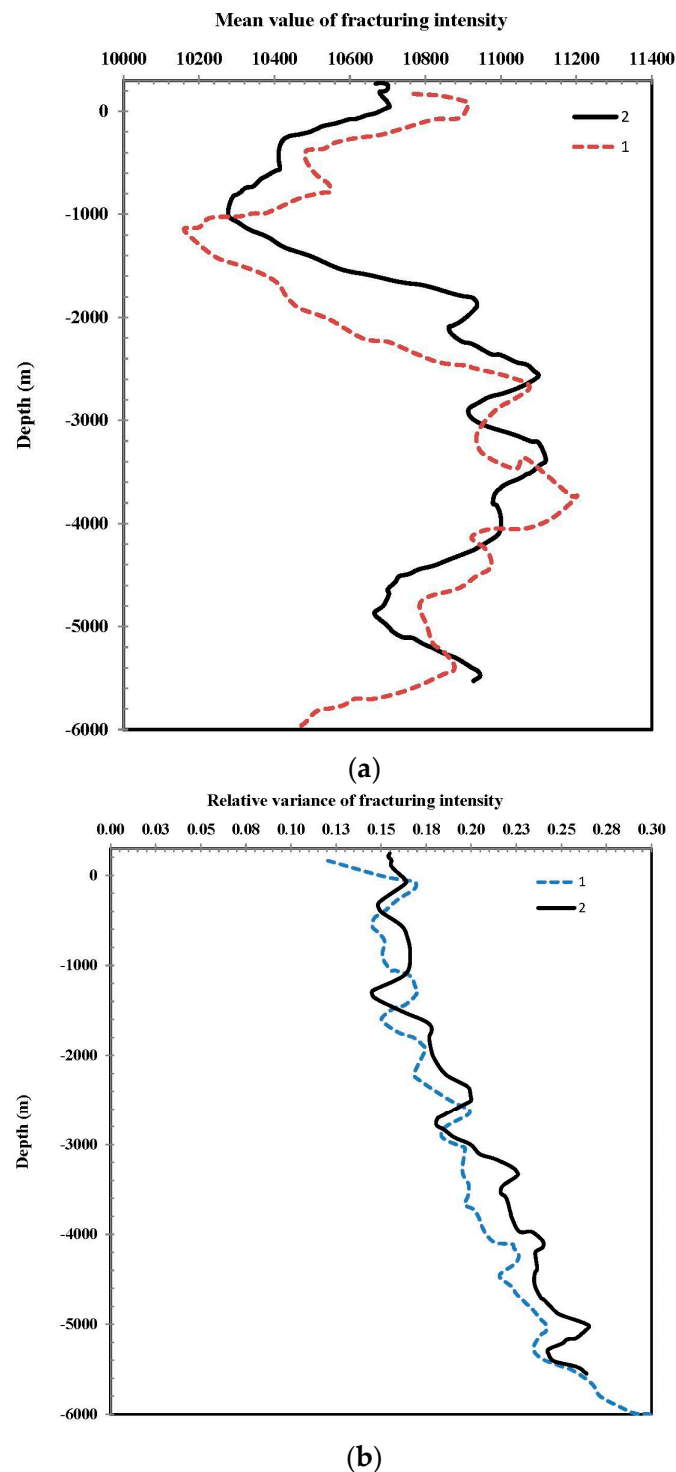 Mean value of fracturing intensity
10000 10200 10400 10600 10800 11000 11200 11400
0
2
1
-1000
-2000
-3000
-4000
-5000
-6000
Depth (m)
(a)
Relative variance of fracturing intensity
0.00 0.03 0.05 0.08 0.10 0.13 0.15 0.18 0.20 0.23 0.25 0.28 0.30
0
1
2
-1000
-2000
-3000
-4000
-5000
-6000
Depth (m)
(b)